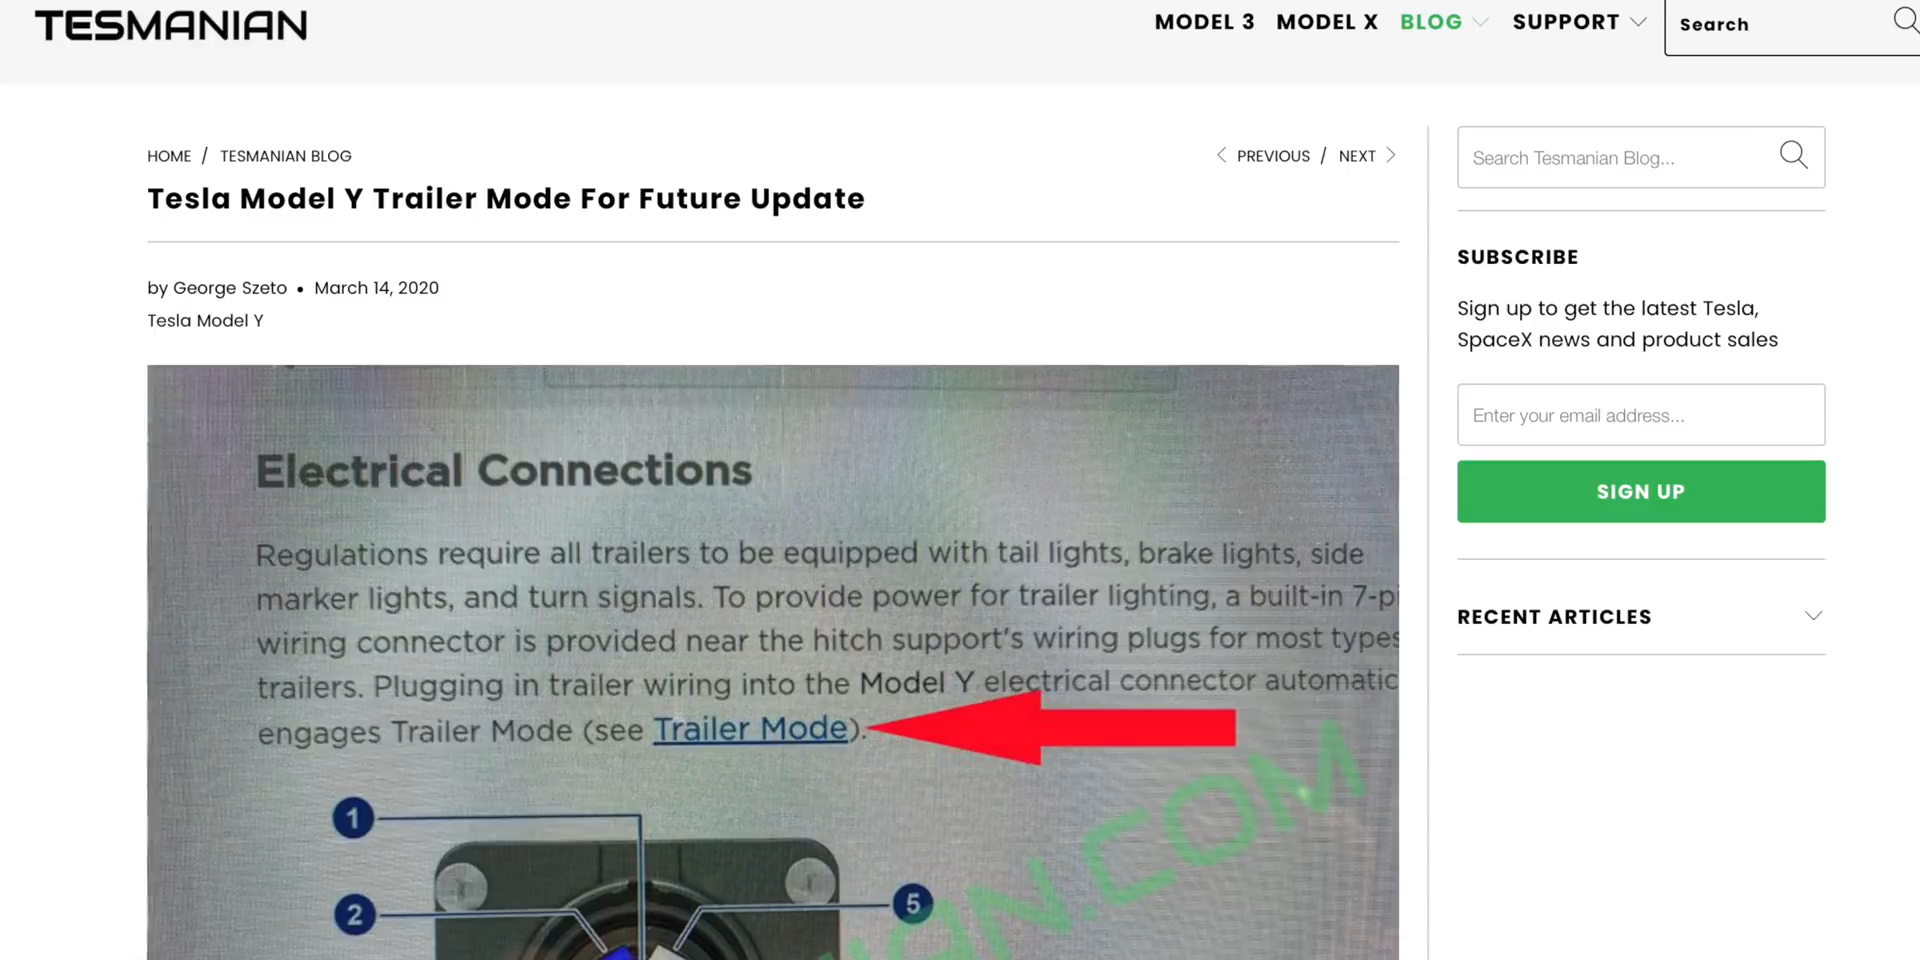 TESMANIAN
MODEL 3 MODEL X BLOG SUPPORT Search
HOME / TESMANIAN BLOG
PREVIOUS / NEXT
Tesla Model Y Trailer Mode For Future Update
by George Szeto • March 14, 2020
Tesla Model Y
Electrical Connections
Regulations require all trailers to be equipped with tail lights, brake lights, side
marker lights, and turn signals. To provide power for trailer lighting, a built-in 7-pi
wiring connector is provided near the hitch support's wiring plugs for most types
trailers. Plugging in trailer wiring into the Model Y electrical connector automatic
engages Trailer Mode (see Trailer Mode).
1
2
5
AN.COM
Search Tesmanian Blog...
SUBSCRIBE
Sign up to get the latest Tesla,
SpaceX news and product sales
Enter your email address...
SIGN UP
RECENT ARTICLES